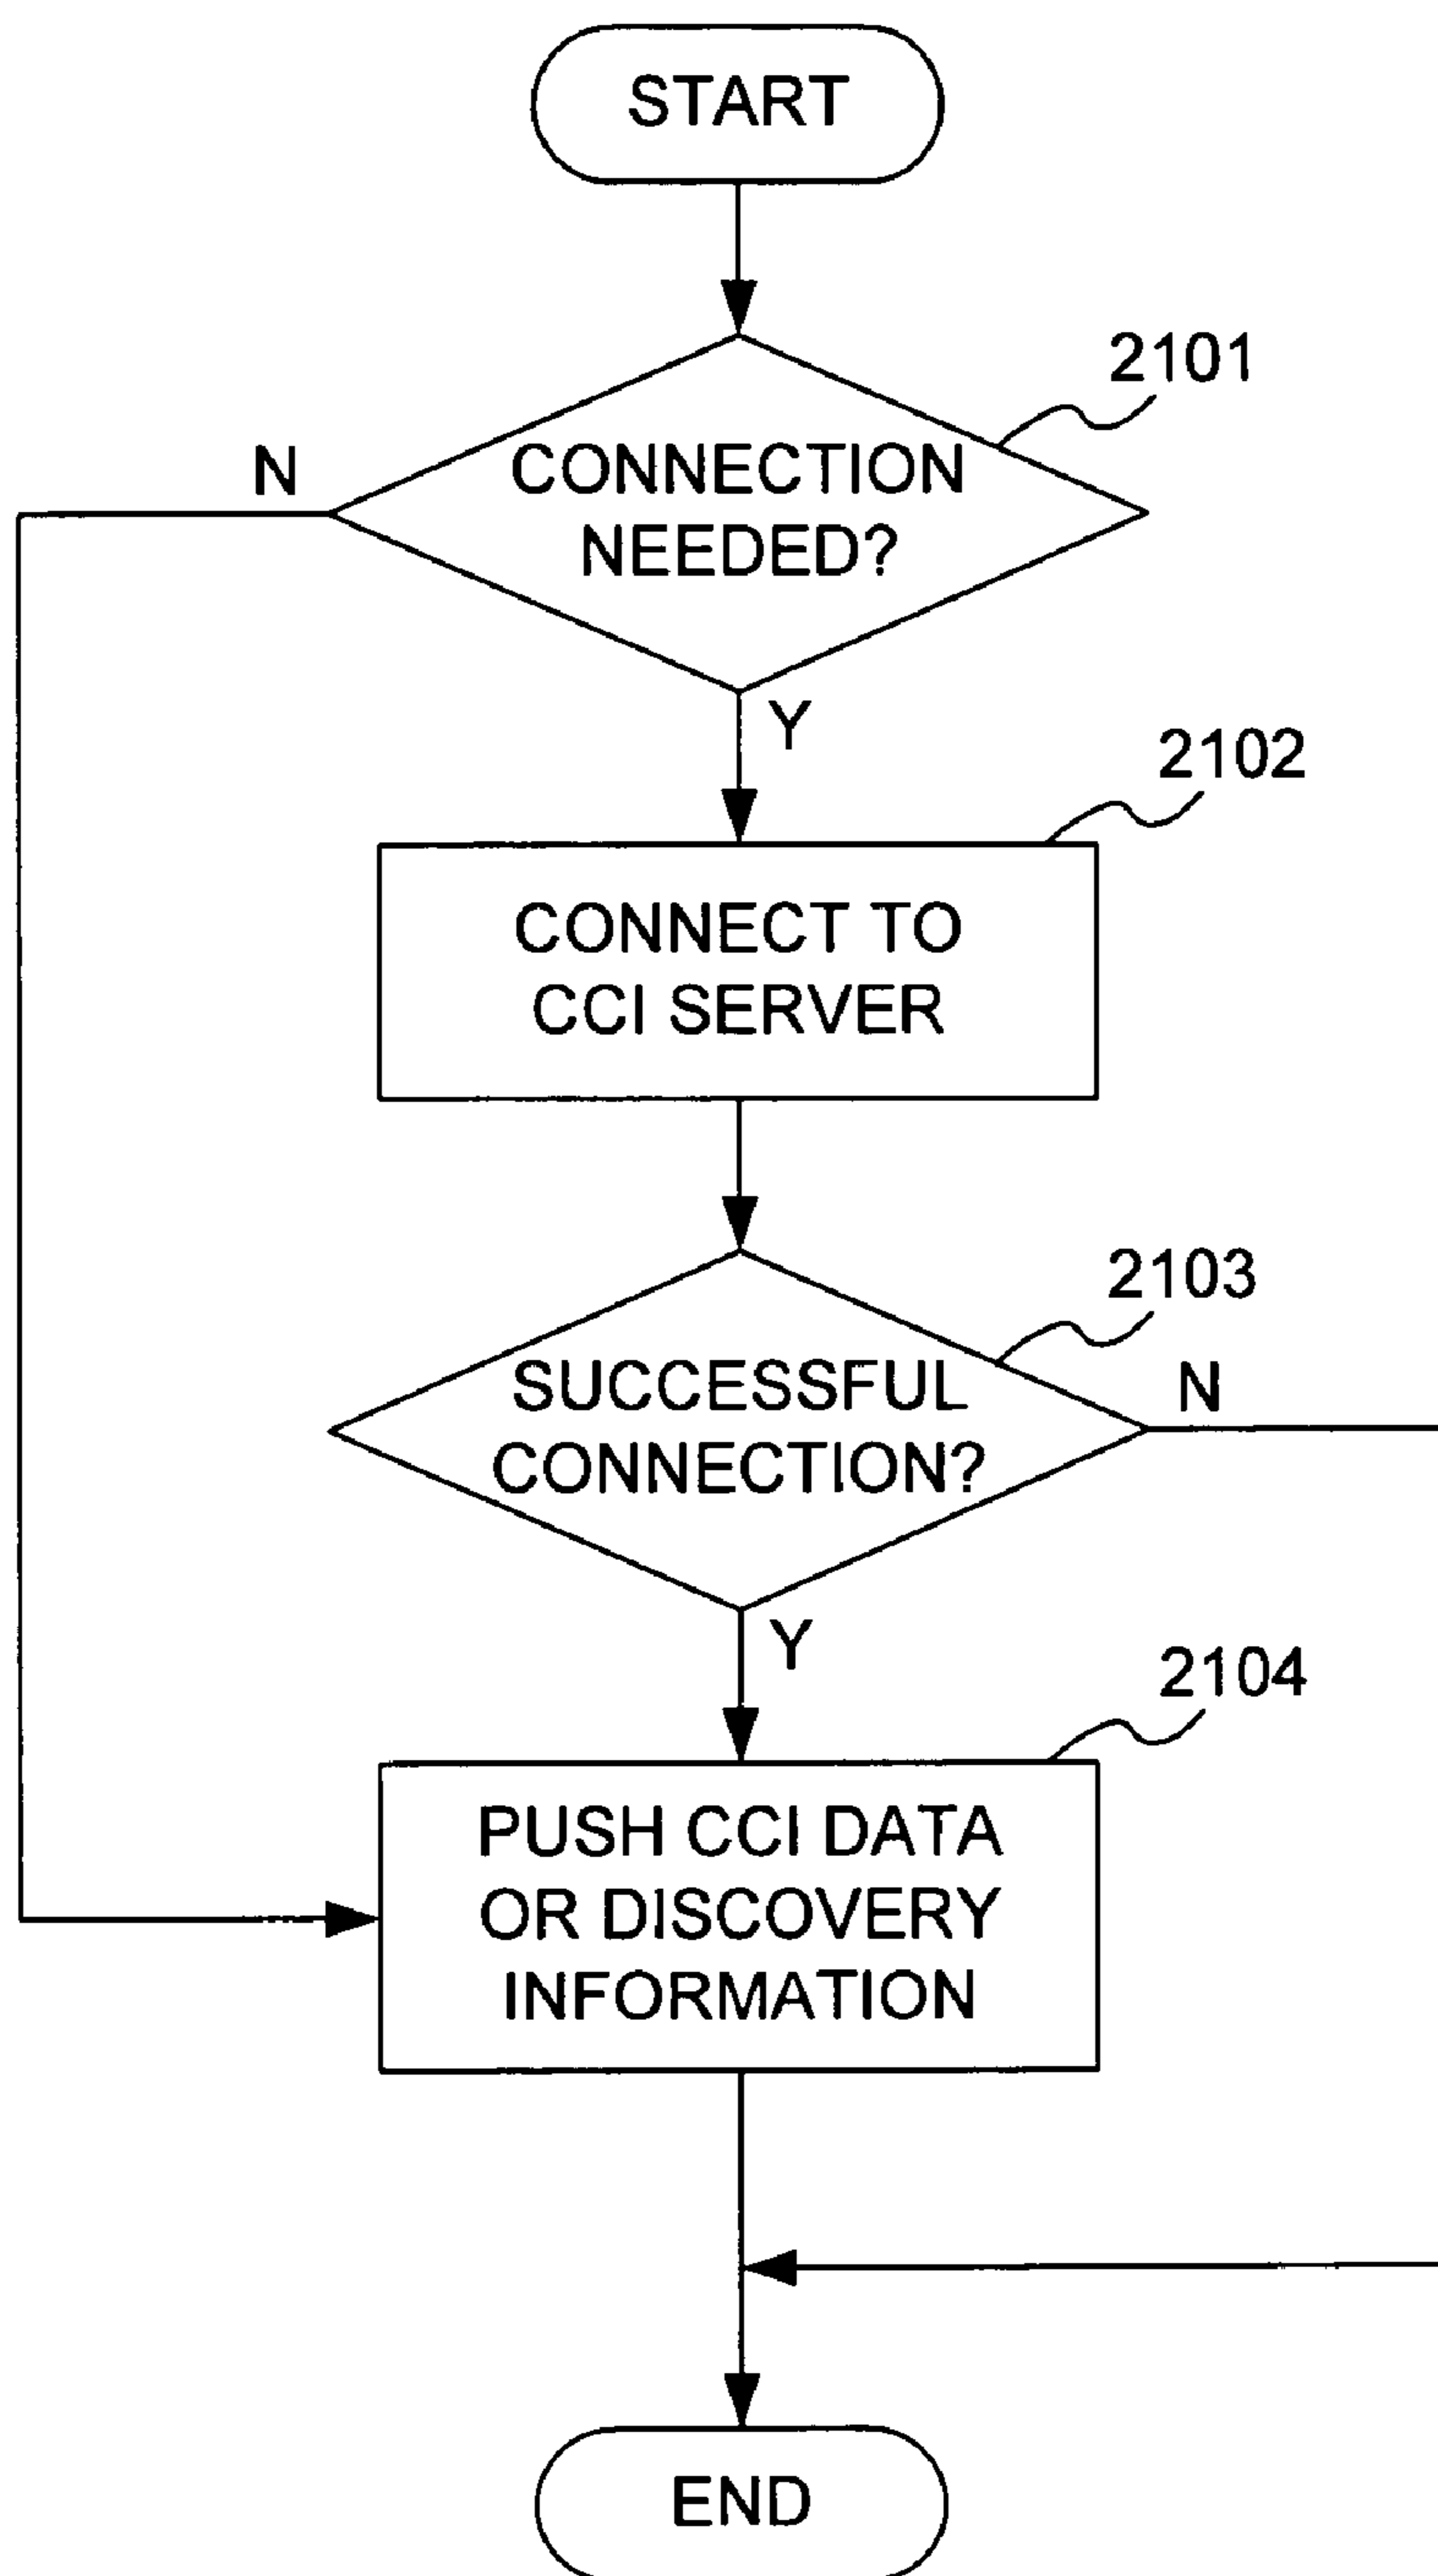 START
2101
N
CONNECTION
NEEDED?
Y
2102
CONNECT TO
CCI SERVER
2103
SUCCESSFUL
CONNECTION?
N
Y
2104
PUSH CCI DATA
OR DISCOVERY
INFORMATION
END